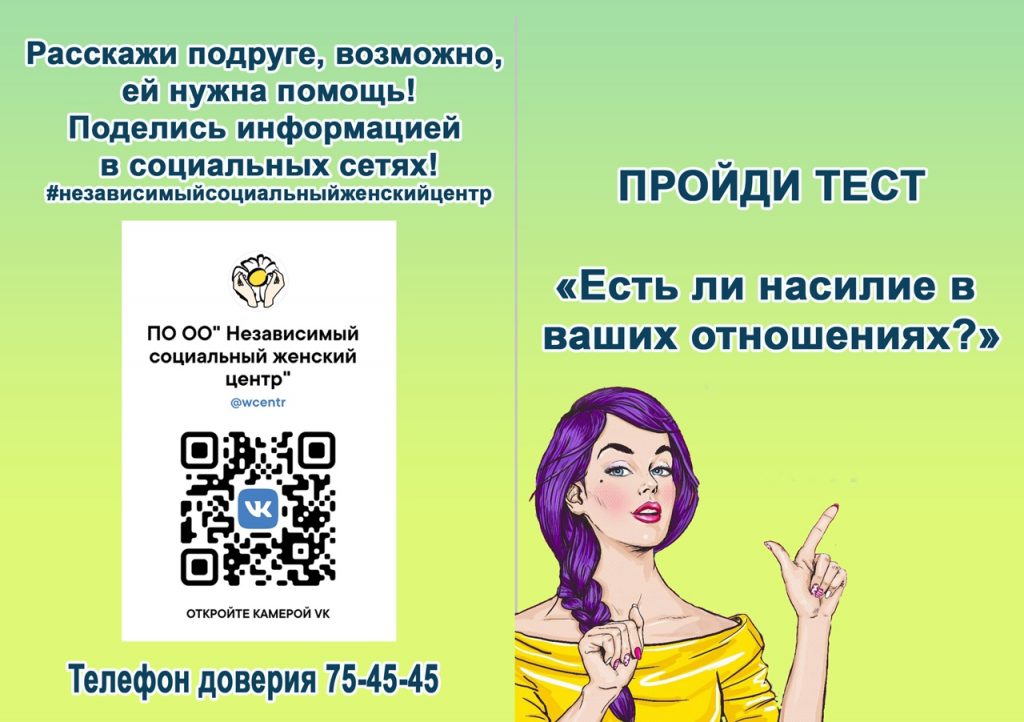 Расскажи подруге, возможно,
ей нужна помощь!
Поделись информацией
в социальных сетях!
#независимыйсоциальныйженскийцентр
ПО ОО" Независимый
социальный женский
центр"
@wcentr
VK
ОТКРОЙТЕ КАМЕРОЙ VK
Телефон доверия 75-45-45
ПРОЙДИ ТЕСТ
«Есть ли насилие в
ваших отношениях?»